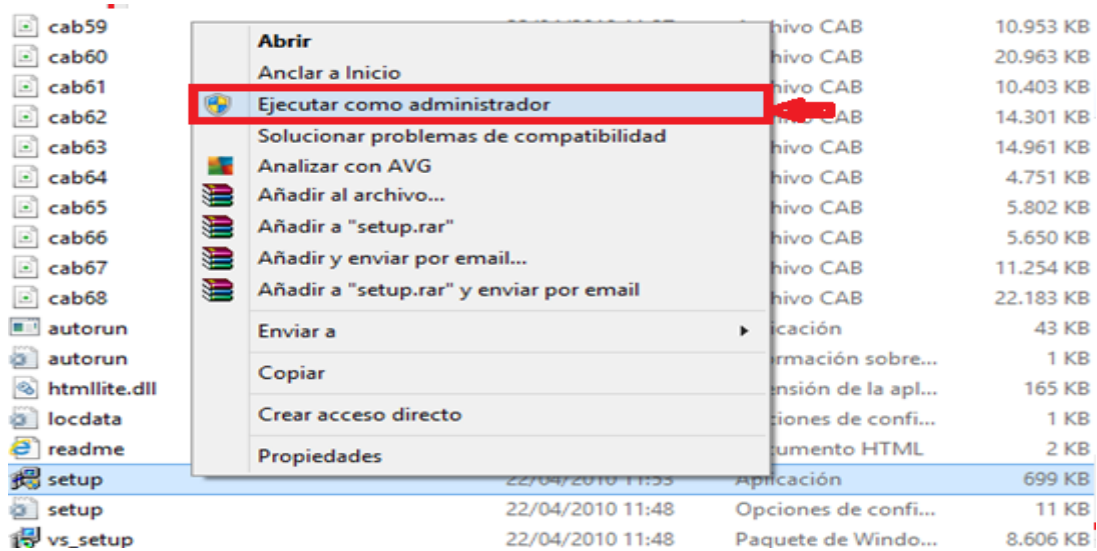 cab59
cab60
cab61
cab62
cab63
cab64
cab65
cab66
cab67
cab68
autorun
autorun
htmllite.dll
locdata
readme
Abrir
Anclar a Inicio
Ejecutar como administrador
Solucionar problemas de compatibilidad
Analizar con AVG
Añadir al archivo...
Añadir a "setup.rar"
Añadir y enviar por email...
Añadir a "setup.rar" y enviar por email
Enviar a
Copiar
Crear acceso directo
Propiedades
hivo CAB 10.953 KB
hivo CAB 20.963 KB
hivo CAB 10.403 KB
CAB 14.301 KB
hivo CAB 14.961 KB
hivo CAB 4.751 KB
hivo CAB 5.802 KB
hivo CAB 5.650 KB
hivo CAB 11.254 KB
hivo CAB 22.183 KB
icación 43 KB
rmación sobre... 1 KB
ensión de la apl... 165 KB
ciones de confi... 1 KB
cumento HTML 2 KB
setup 22/04/2010 11:53 Aplicación 699 KB
setup 22/04/2010 11:48 Opciones de confi... 11 KB
vs_setup 22/04/2010 11:48 Paquete de Windo... 8.606 KB